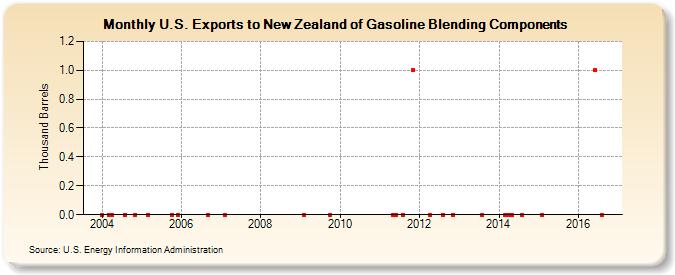 Monthly U.S. Exports to New Zealand of Gasoline Blending Components
Thousand Barrels
1.2
1.0
0.8
0.6
0.4
0.2
0.0
2004 2006 2008 2010 2012 2014 2016
Source: U.S. Energy Information Administration